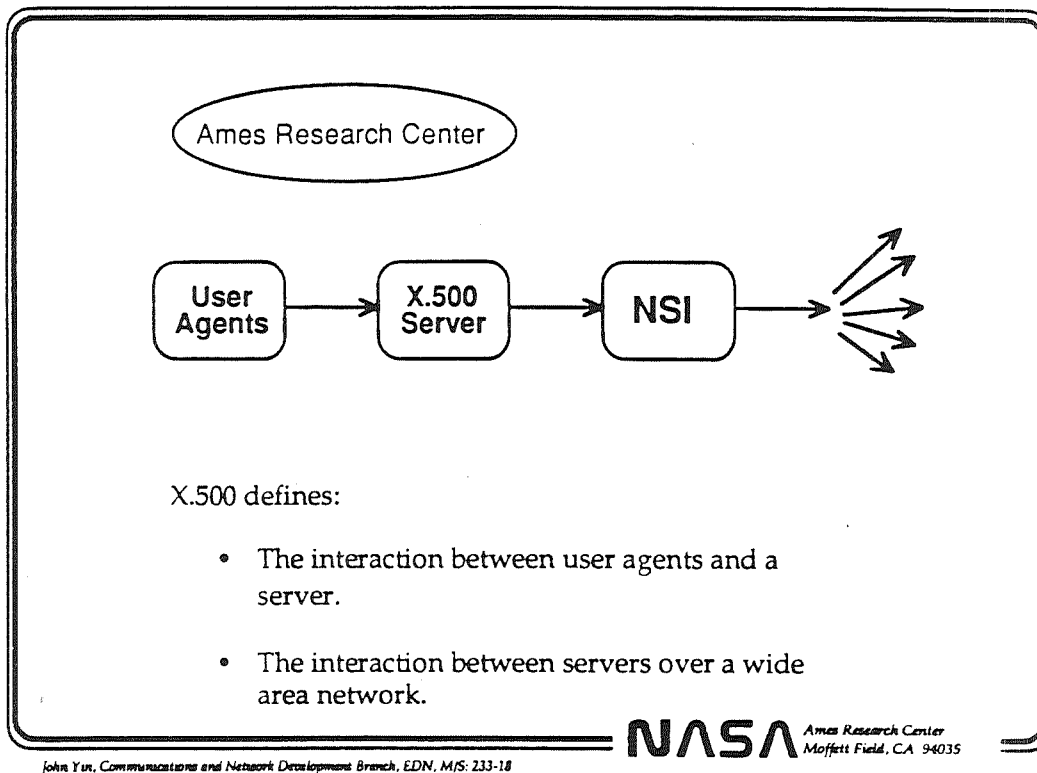 Ames Research Center
User
Agents
X.500
Server
NSI
X.500 defines:
• The interaction between user agents and a
server.
• The interaction between servers over a wide
area network.
NASA
Ames Research Center
Moffett Field, CA 94035
John Yin, Communications and Network Development Branch, EDN, M/S: 233-18